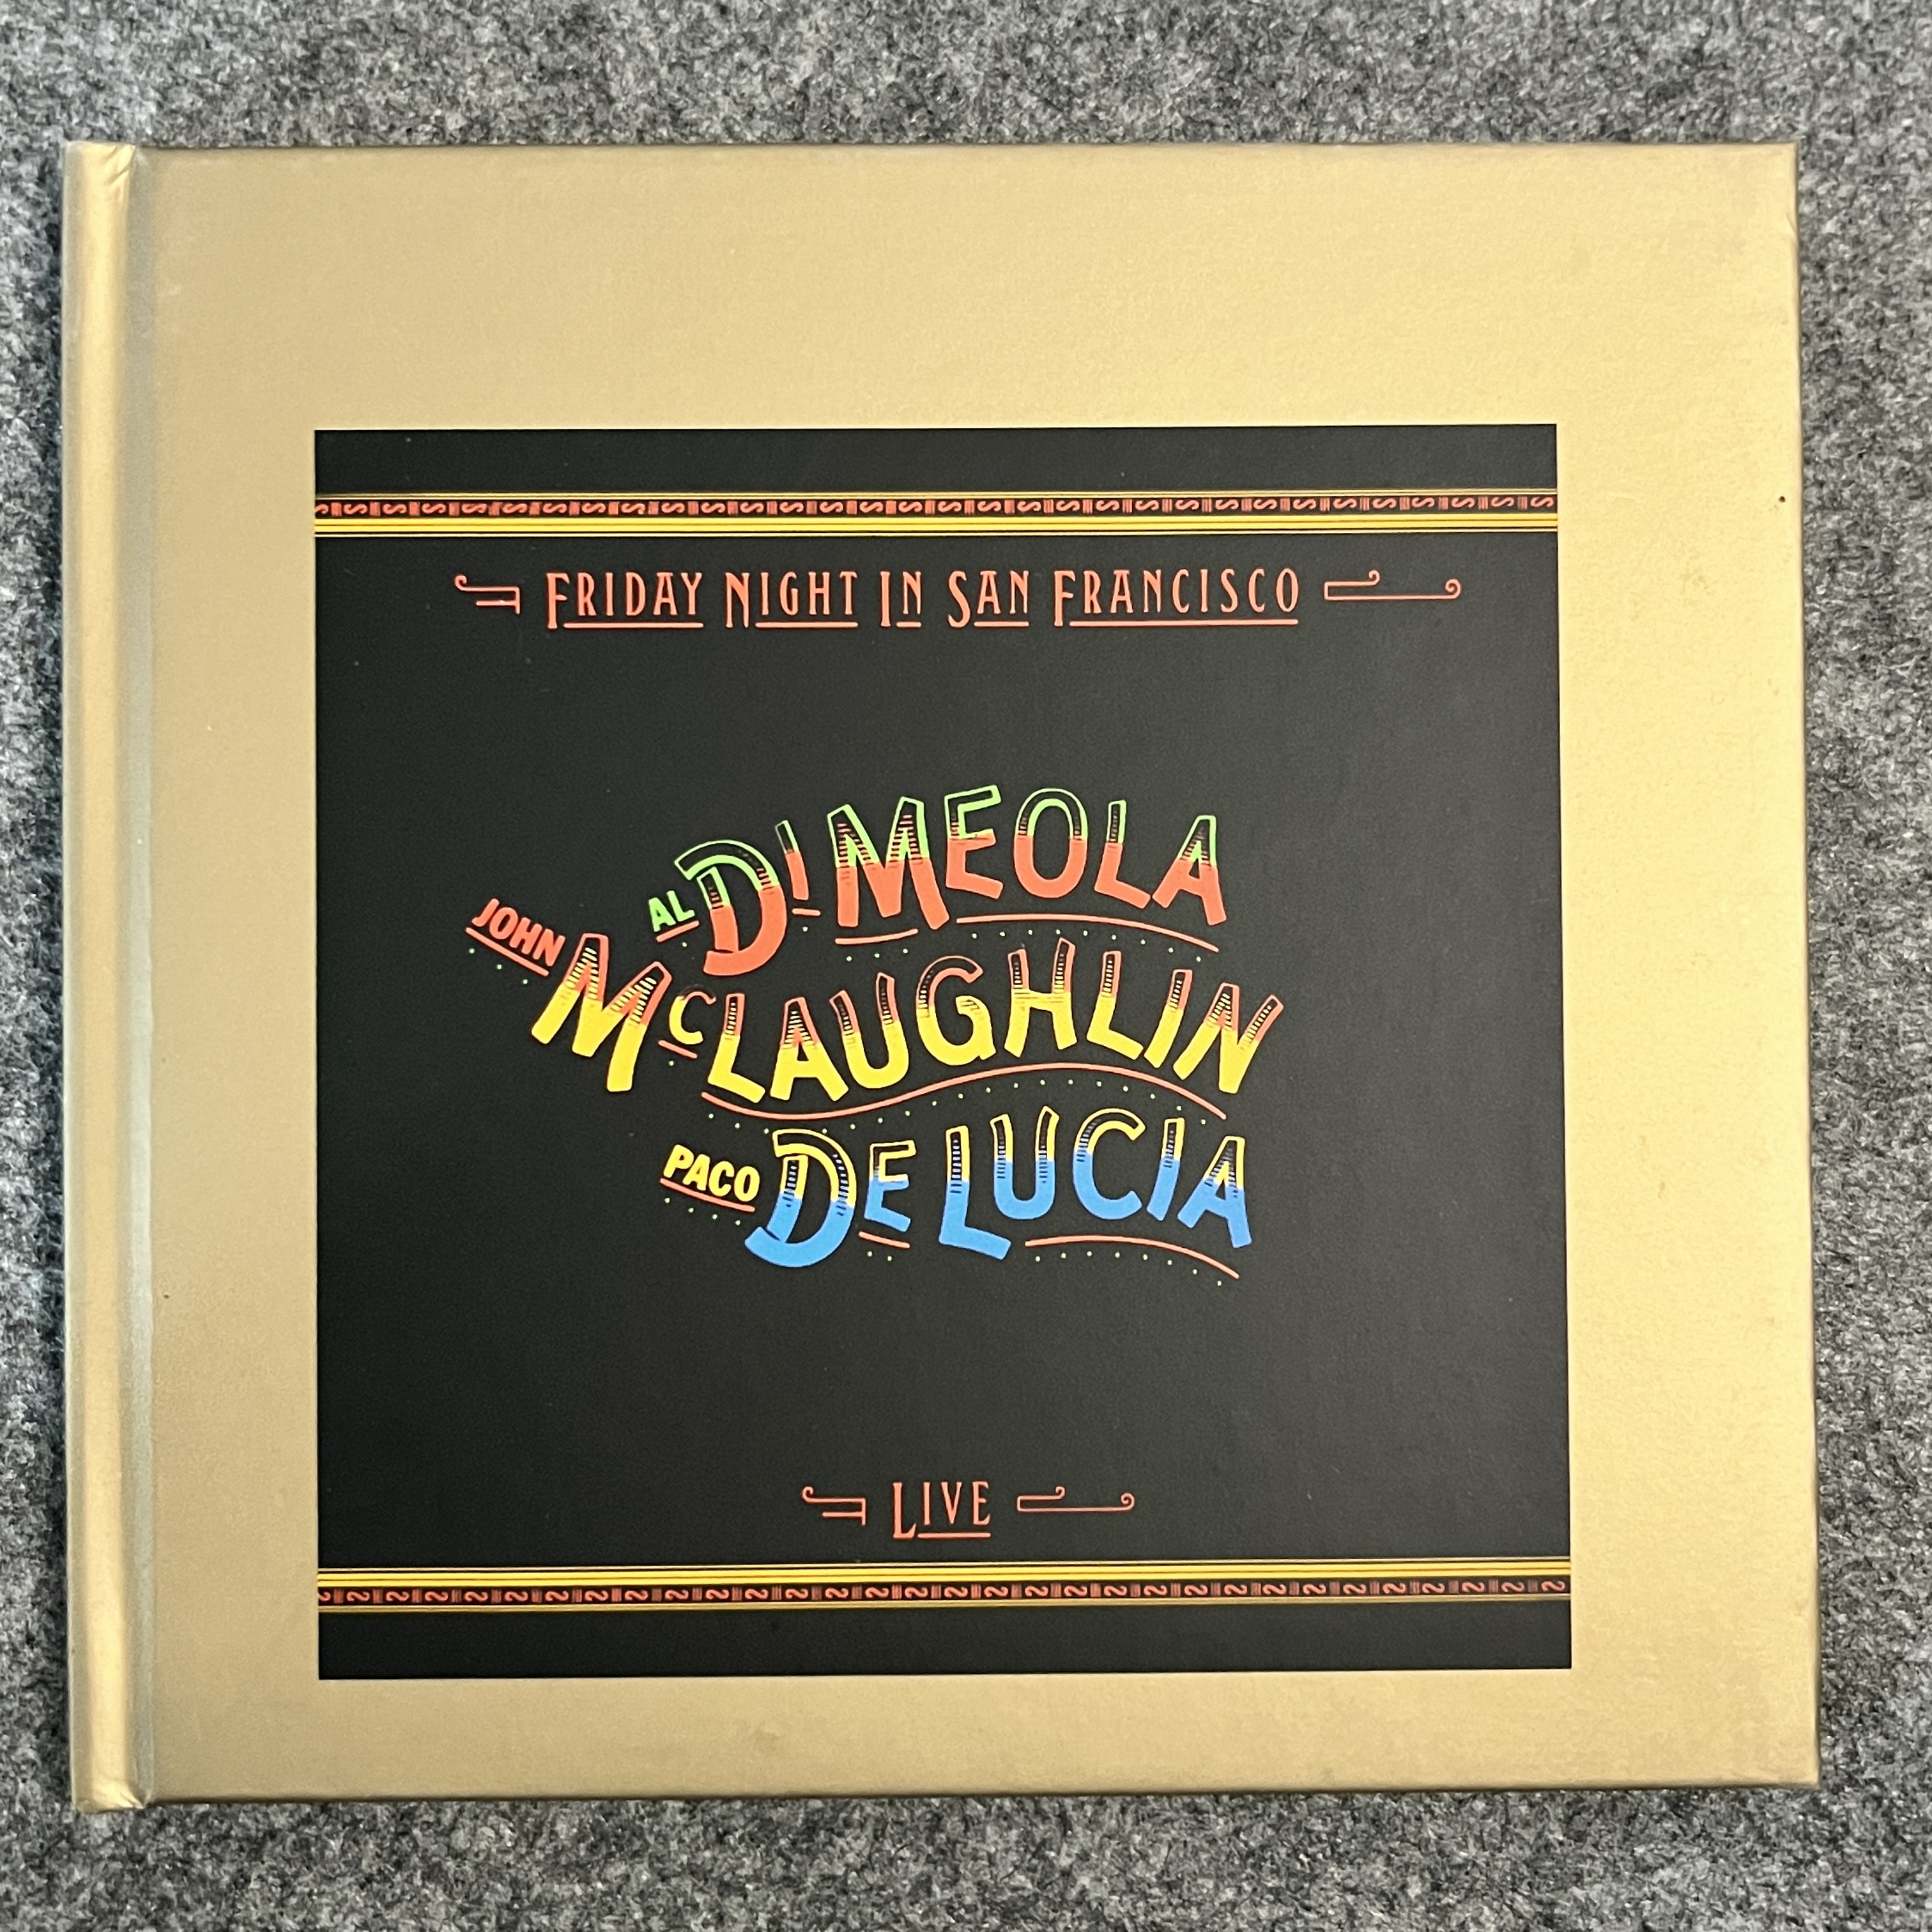 FRIDAY NIGHT IN SAN FRANCISCO
AL DI MEOLA
JOHN MCLAUGHLIN
PACO DE LUCIA
LIVE